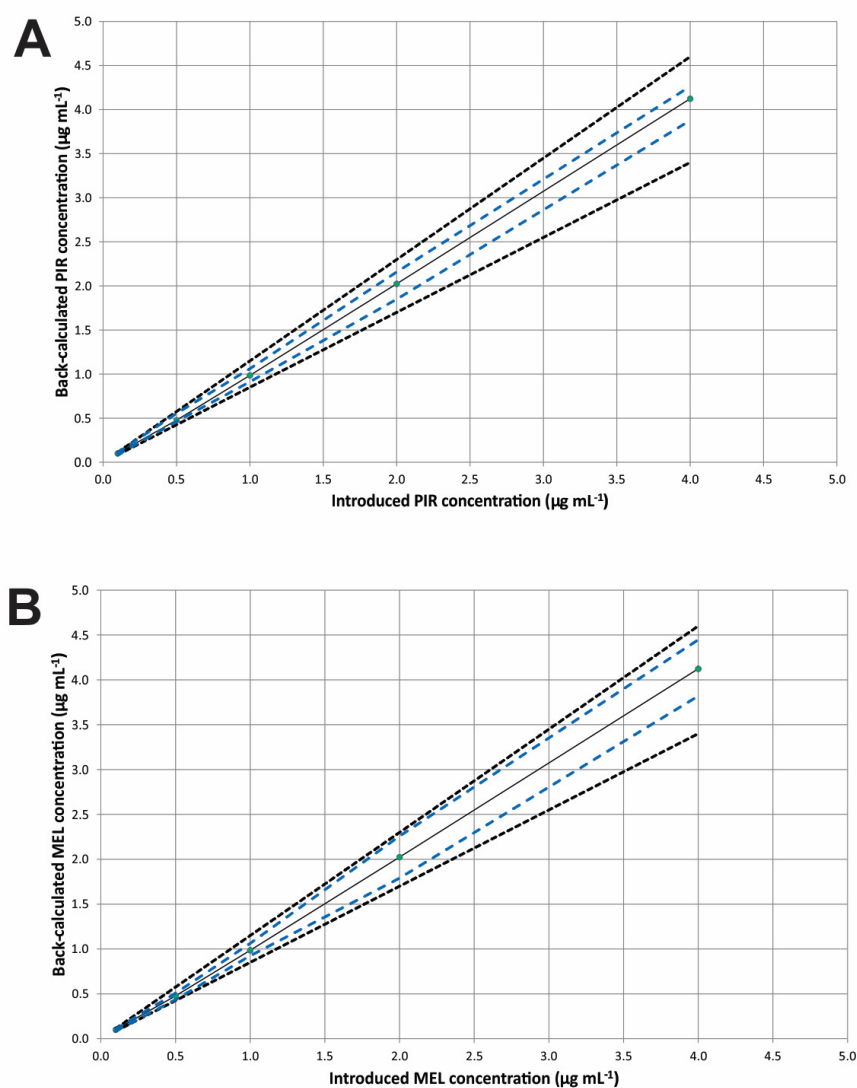 A
5.0
4.5
4.0
3.5
3.0
2.5
2.0
1.5
1.0
0.5
0.0
Back-calculated PIR concentration (µg mL⁻¹)
0.0 0.5 1.0 1.5 2.0 2.5 3.0 3.5 4.0 4.5 5.0
Introduced PIR concentration (µg mL⁻¹)
B
5.0
4.5
4.0
3.5
3.0
2.5
2.0
1.5
1.0
0.5
0.0
Back-calculated MEL concentration (µg mL⁻¹)
0.0 0.5 1.0 1.5 2.0 2.5 3.0 3.5 4.0 4.5 5.0
Introduced MEL concentration (µg mL⁻¹)